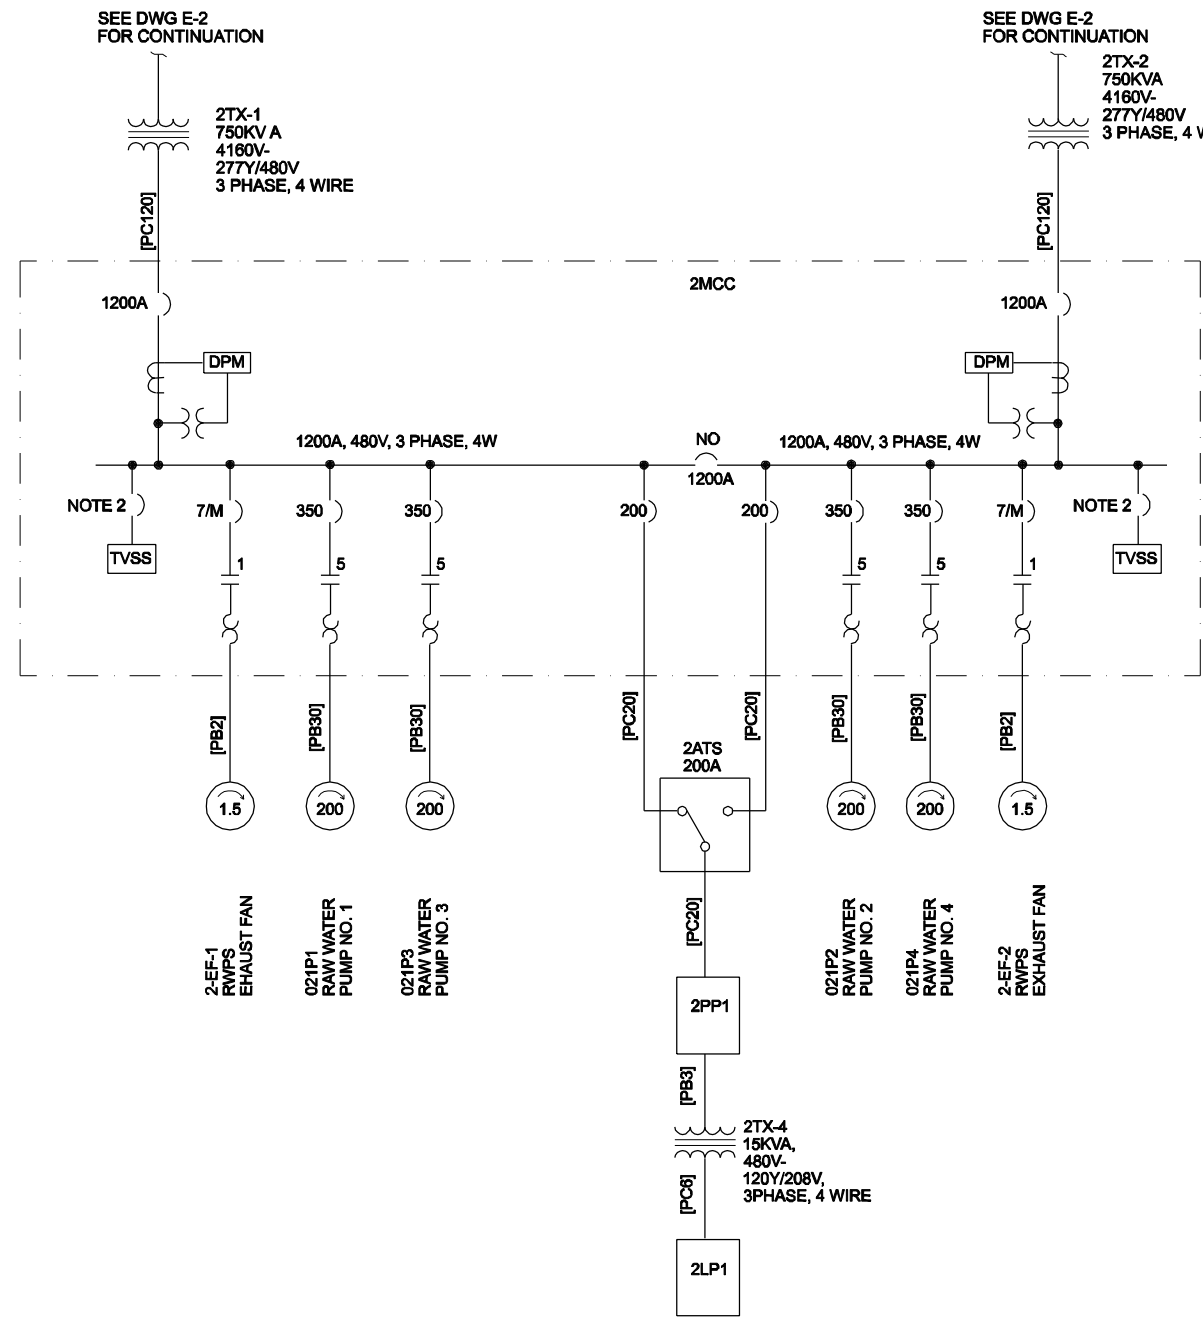 SEE DWG E-2
FOR CONTINUATION
SEE DWG E-2
FOR CONTINUATION
2TX-1
750KV A
4160V-
277Y/480V
3 PHASE, 4 WIRE
2TX-2
750KVA
4160V-
277Y/480V
3 PHASE, 4 W
[PC120]
[PC120]
2MCC
1200A
1200A
DPM
DPM
1200A, 480V, 3 PHASE, 4W
NO
1200A
1200A, 480V, 3 PHASE, 4W
NOTE 2
7/M
350
350
200
200
350
350
7/M
NOTE 2
TVSS
1
5
5
5
5
1
TVSS
[PB2]
[PB30]
[PB30]
[PC20]
[PC20]
[PB30]
[PB30]
[PB2]
2ATS
200A
1.5
200
200
200
200
1.5
2-EF-1
RWPS
EHAUST FAN
021P1
RAW WATER
PUMP NO. 1
021P3
RAW WATER
PUMP NO. 3
[PC20]
021P2
RAW WATER
PUMP NO. 2
021P4
RAW WATER
PUMP NO. 4
2-EF-2
RWPS
EXHAUST FAN
2PP1
[PB3]
2TX-4
15KVA,
480V-
120Y/208V,
3PHASE, 4 WIRE
[PC6]
2LP1